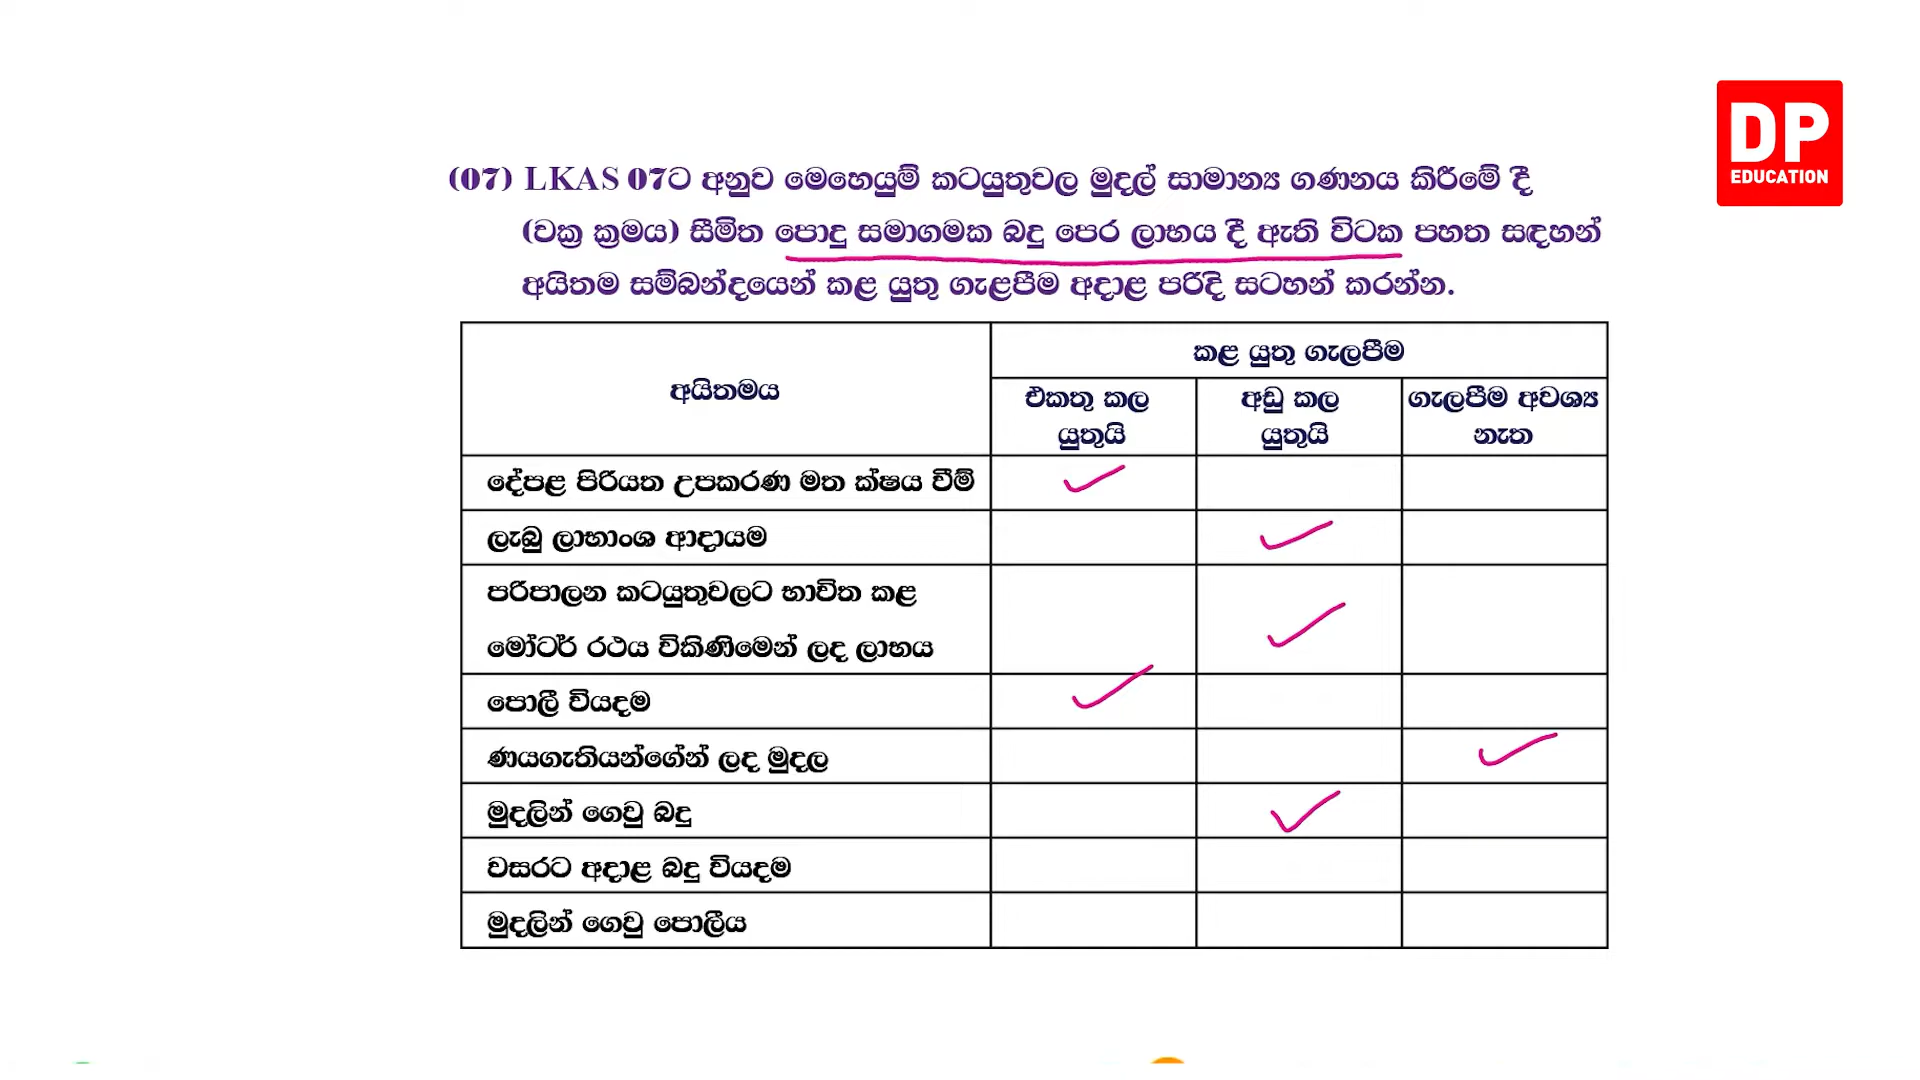 DP
EDUCATION
(07) LKAS 07ට අනුව මෙහෙයුම් කටයුතුවල මුදල් සාමාන්‍ය ගණනය කිරීමේ දී
(වක්‍ර ක්‍රමය) සීමිත පොදු සමාගමක බදු පෙර ලාභය දී ඇති විටක පහත සඳහන්
අයිතම සම්බන්දයෙන් කළ යුතු ගැළපීම අදාළ පරිදි සටහන් කරන්න.
අයිතමය
කළ යුතු ගැලපීම
එකතු කල යුතුයි
අඩු කල යුතුයි
ගැලපීම අවශ්‍ය නැත
දේපළ පිරියත උපකරණ මත ක්ෂය වීම්
ලැබු ලාභාංශ ආදායම
පරිපාලන කටයුතුවලට භාවිත කළ
මෝටර් රථය විකිණිමෙන් ලද ලාභය
පොලී වියදම
ණයගැතියන්ගේන් ලද මුදල
මුදලින් ගෙවු බදු
වසරට අදාළ බදු වියදම
මුදලින් ගෙවු පොලීය